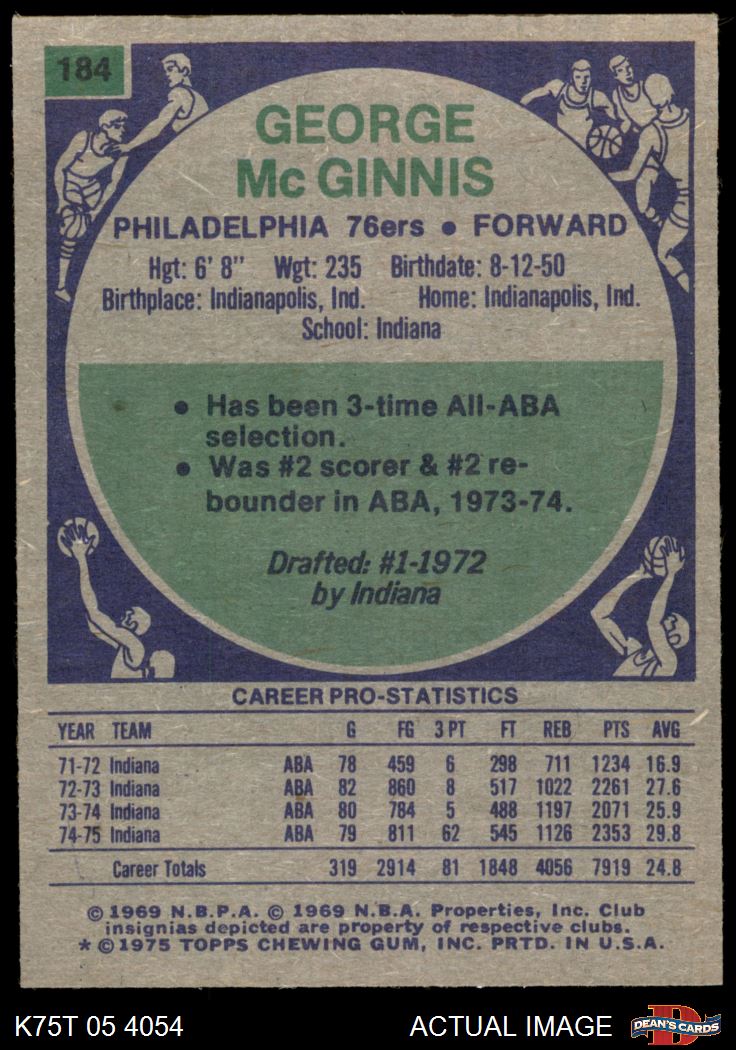 184
GEORGE
Mc GINNIS
PHILADELPHIA 76ers • FORWARD
Hgt: 6' 8" Wgt: 235 Birthdate: 8-12-50
Birthplace: Indianapolis, Ind. Home: Indianapolis, Ind.
School: Indiana
• Has been 3-time All-ABA
selection.
• Was #2 scorer & #2 re-
bounder in ABA, 1973-74.
Drafted: #1-1972
by Indiana
CAREER PRO-STATISTICS
YEAR TEAM G FG 3 PT FT REB PTS AVG
71-72 Indiana ABA 78 459 6 298 711 1234 16.9
72-73 Indiana ABA 82 860 8 517 1022 2261 27.6
73-74 Indiana ABA 80 784 5 488 1197 2071 25.9
74-75 Indiana ABA 79 811 62 545 1126 2353 29.8
Career Totals 319 2914 81 1848 4056 7919 24.8
© 1969 N.B.P.A. © 1969 N.B.A. Properties, Inc. Club
insignias depicted are property of respective clubs.
* © 1975 TOPPS CHEWING GUM, INC. PRTD. IN U.S.A.
K75T 05 4054 ACTUAL IMAGE DEAN'S CARDS